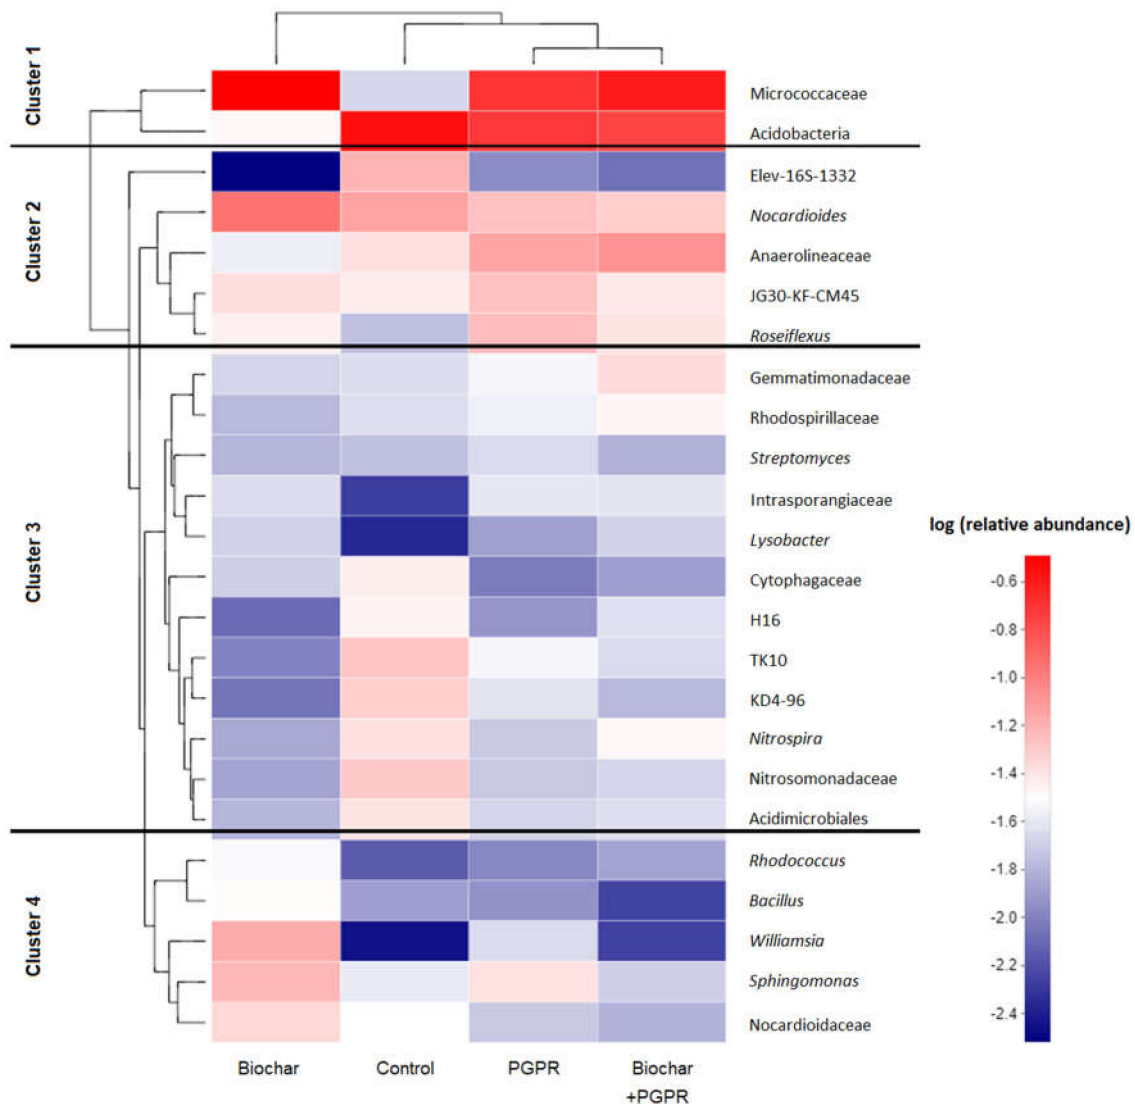 Cluster 1
Cluster 2
Cluster 3
Cluster 4
Micrococcaceae
Acidobacteria
Elev-16S-1332
Nocardioides
Anaerolineaceae
JG30-KF-CM45
Roseiflexus
Gemmatimonadaceae
Rhodospirillaceae
Streptomyces
Intrasporangiaceae
Lysobacter
Cytophagaceae
H16
TK10
KD4-96
Nitrospira
Nitrosomonadaceae
Acidimicrobiales
Rhodococcus
Bacillus
Williamsia
Sphingomonas
Nocardioidaceae
log (relative abundance)
-0.6
-0.8
-1.0
-1.2
-1.4
-1.6
-1.8
-2.0
-2.2
-2.4
Biochar
Control
PGPR
Biochar
+PGPR